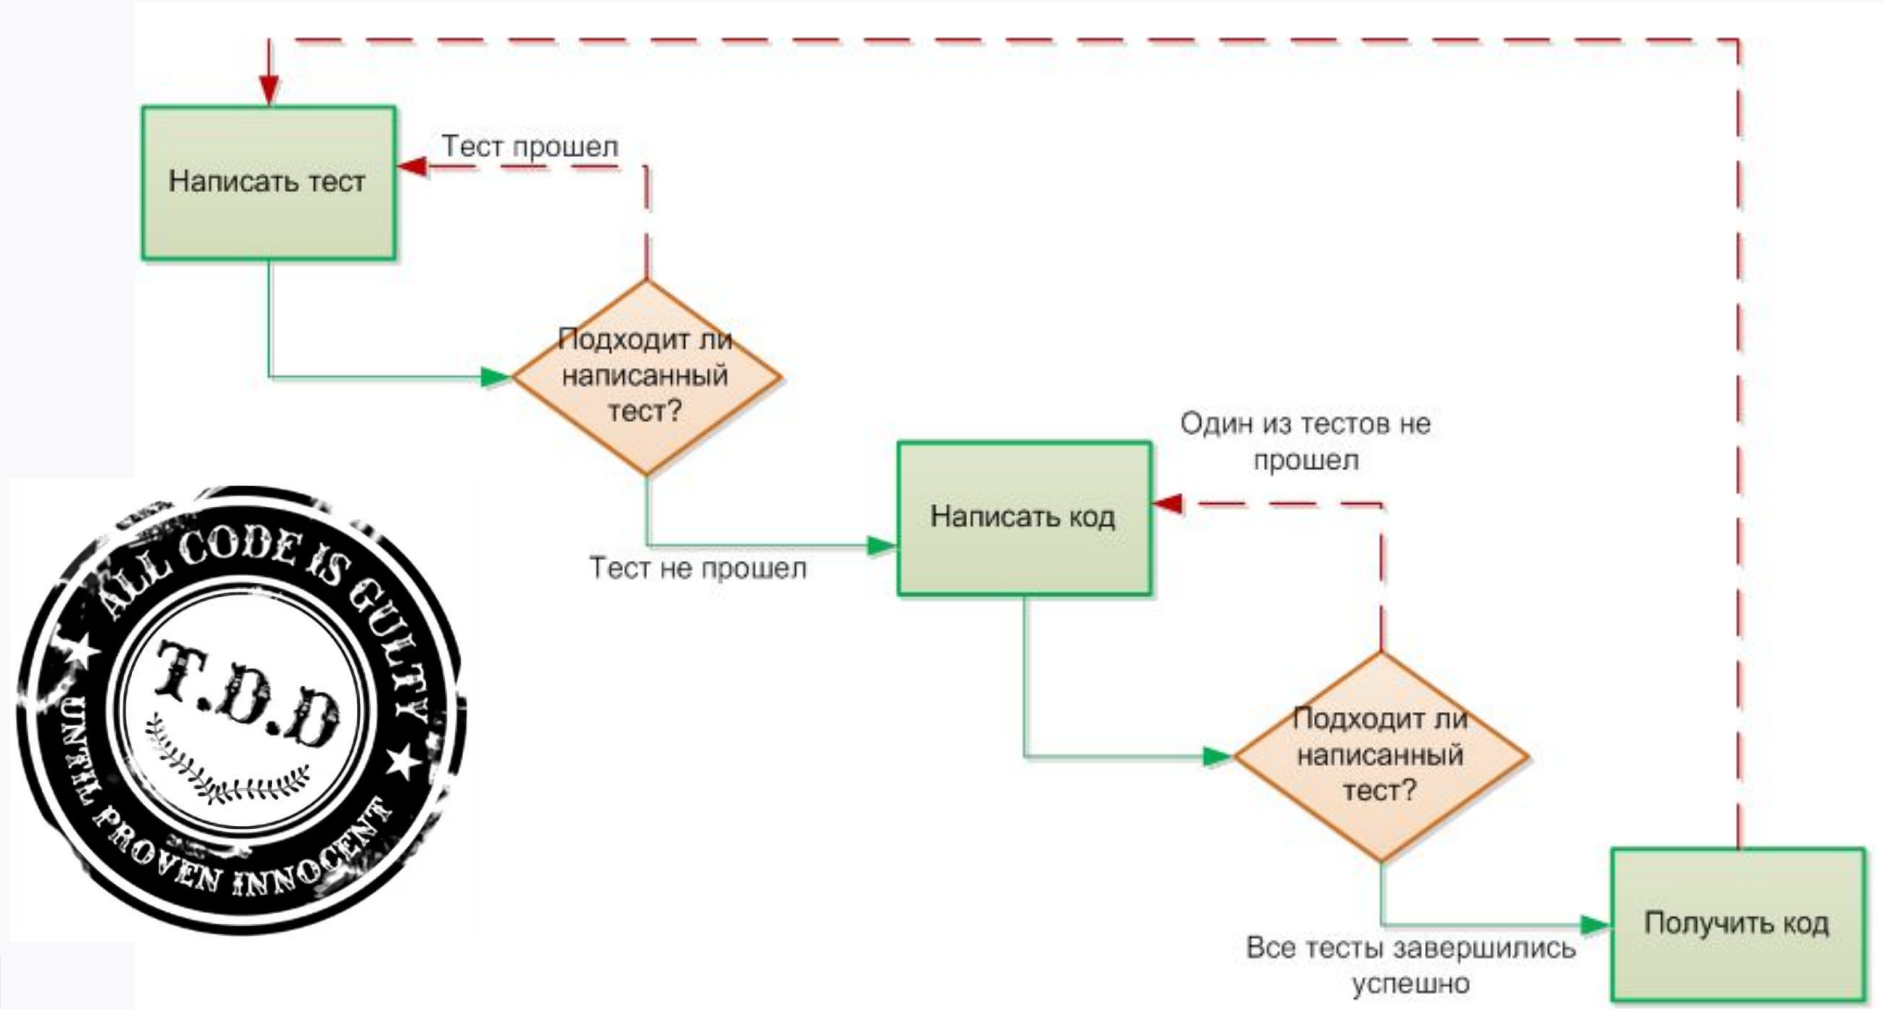 Написать тест
Тест прошел
Подходит ли
написанный
тест?
Тест не прошел
Написать код
Один из тестов не
прошел
Подходит ли
написанный
тест?
Все тесты завершились
успешно
Получить код
ALL CODE IS GUILTY
T.D.D
UNTIL PROVEN INNOCENT